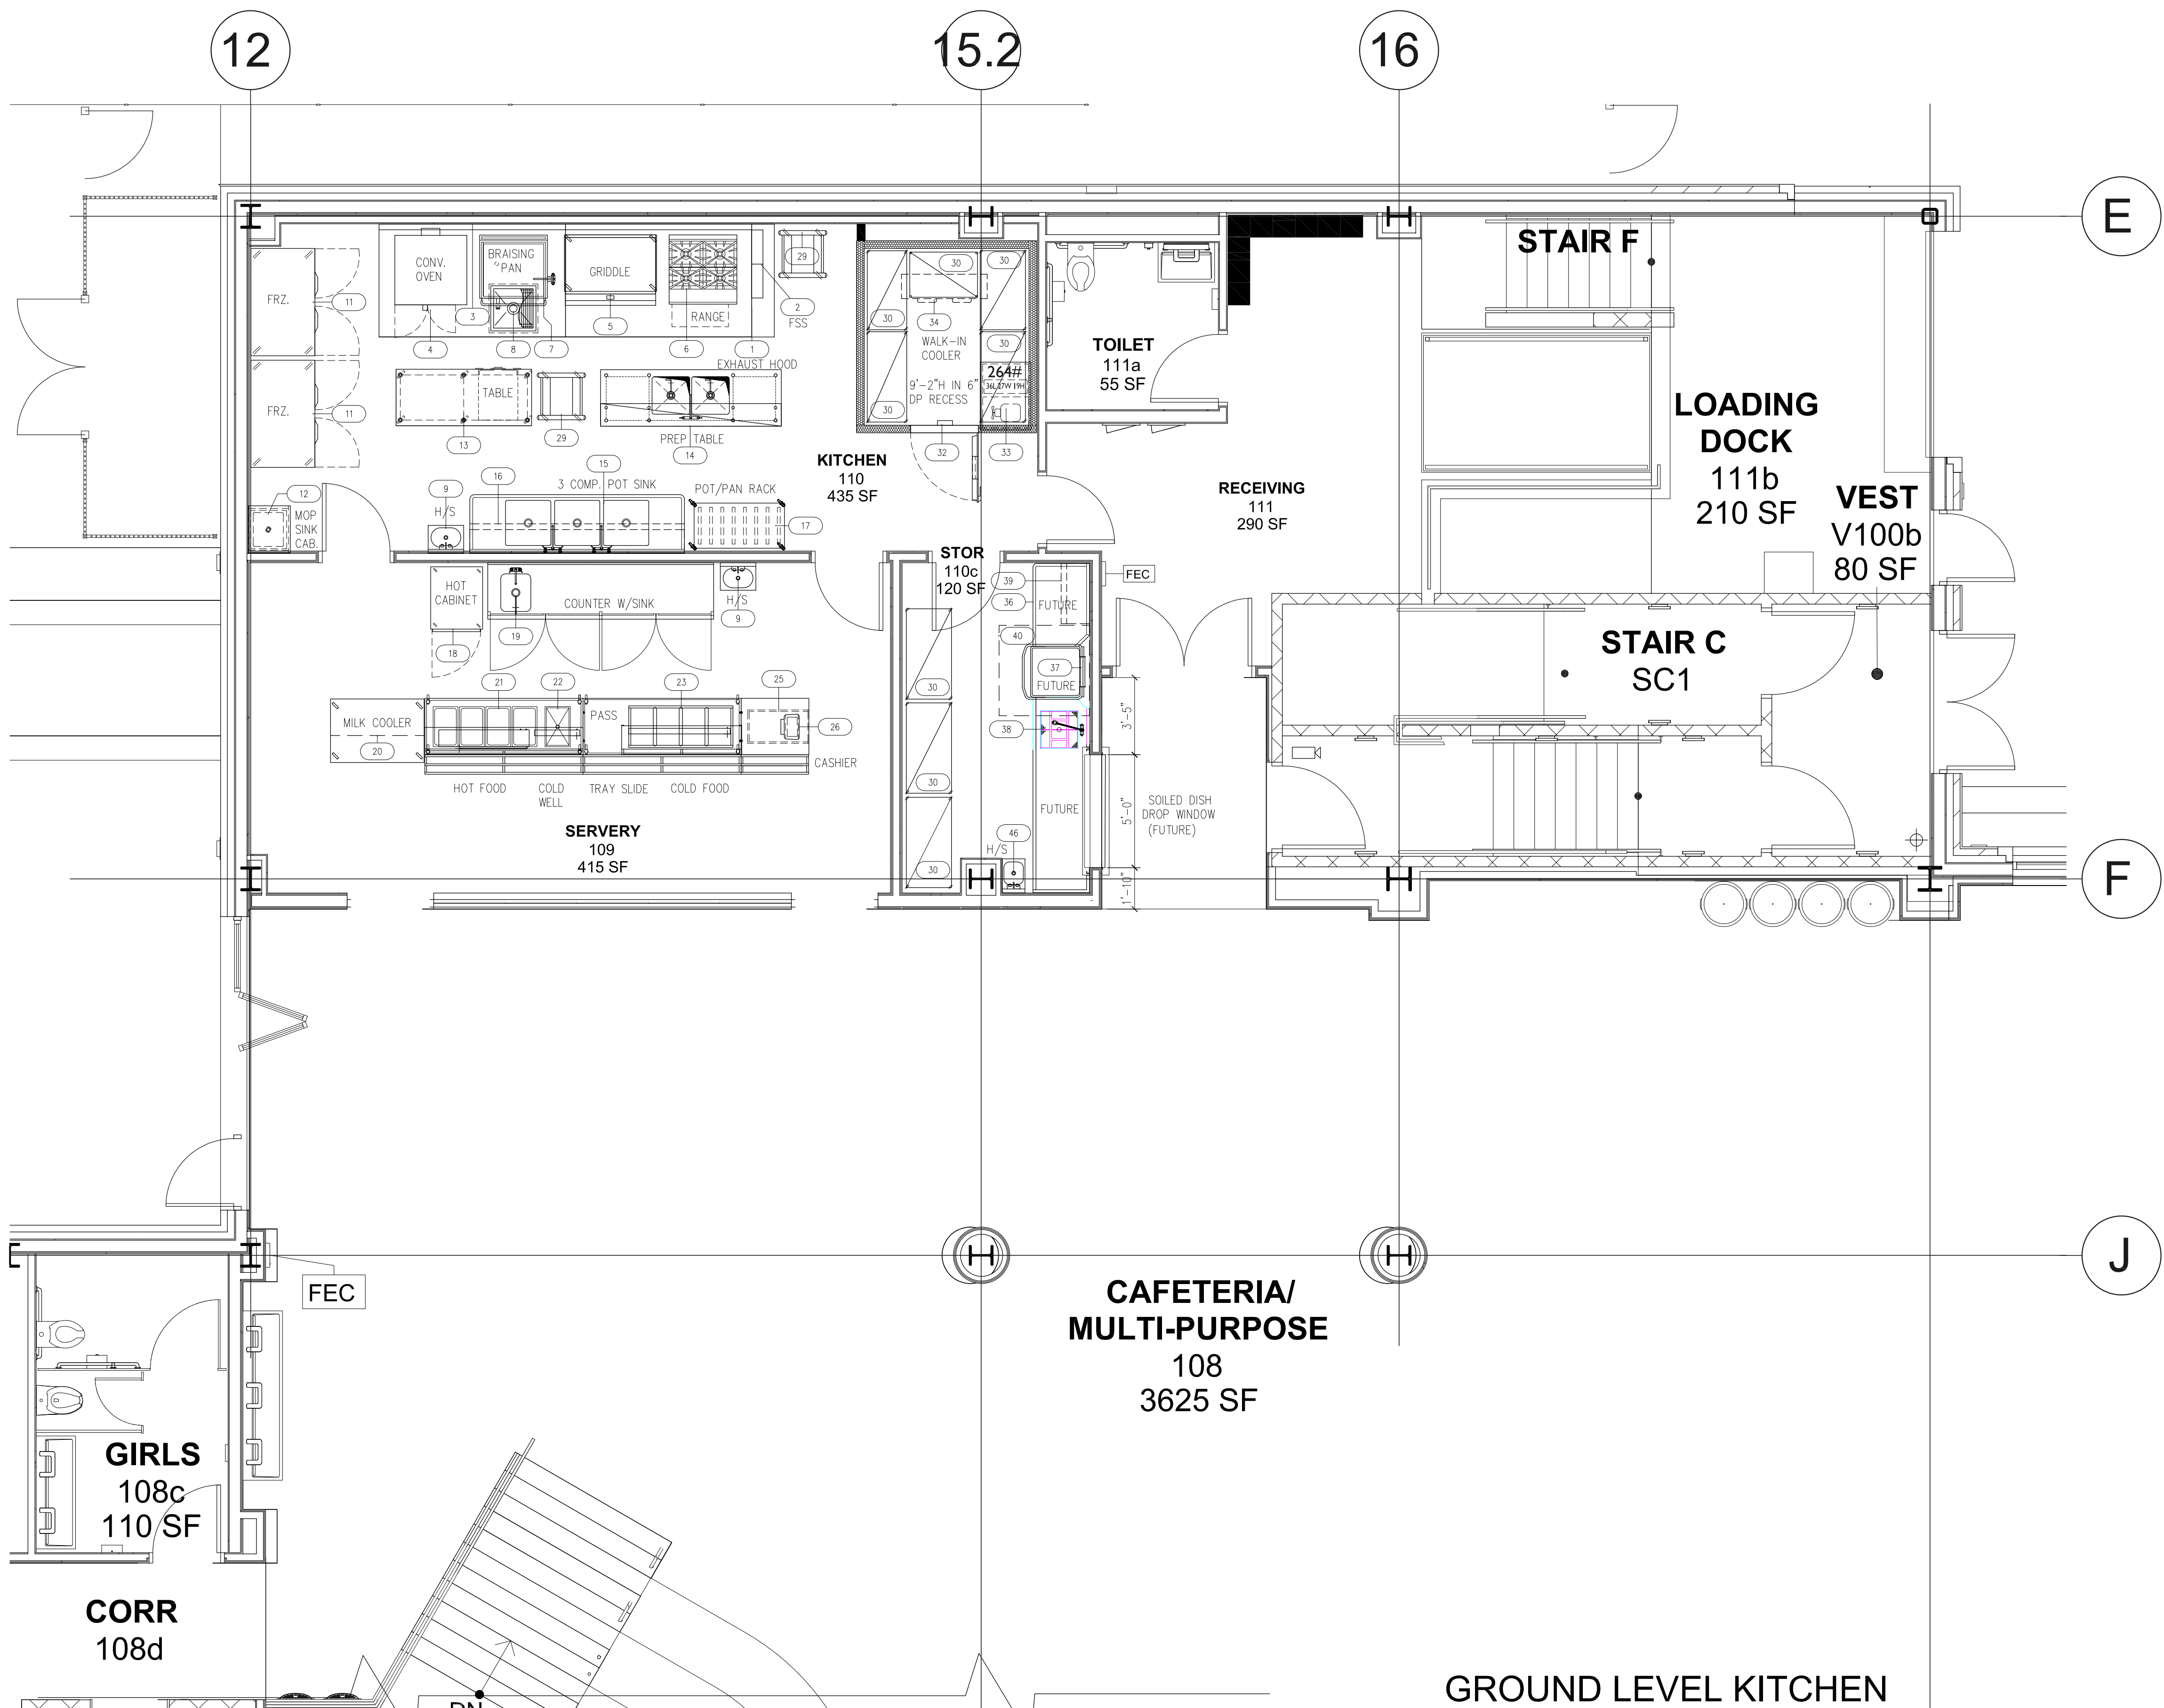 12
15.2
16
E
STAIR F
CONV.
OVEN
BRAISING
PAN
GRIDDLE
RANGE
29
2
FSS
FRZ.
11
3
4
8
7
5
6
1
EXHAUST HOOD
30
30
30
34
WALK-IN
COOLER
30
9'-2"H IN 6"
DP RECESS
264#
36L 27W 19H
30
32
33
TOILET
111a
55 SF
FRZ.
11
TABLE
13
29
PREP TABLE
14
KITCHEN
110
435 SF
LOADING
DOCK
111b
210 SF
VEST
V100b
80 SF
RECEIVING
111
290 SF
12
MOP
SINK
CAB.
9
H/S
16
15
3 COMP. POT SINK
POT/PAN RACK
17
STOR
110c
120 SF
39
36
FUTURE
FEC
HOT
CABINET
18
19
COUNTER W/SINK
H/S
9
40
37
FUTURE
38
STAIR C
SC1
MILK COOLER
20
21
22
PASS
23
25
26
CASHIER
HOT FOOD
COLD
WELL
TRAY SLIDE
COLD FOOD
30
30
30
3'-5"
5'-0"
1'-10"
FUTURE
SOILED DISH
DROP WINDOW
(FUTURE)
46
H/S
SERVERY
109
415 SF
F
J
FEC
CAFETERIA/
MULTI-PURPOSE
108
3625 SF
GIRLS
108c
110 SF
CORR
108d
DN
GROUND LEVEL KITCHEN